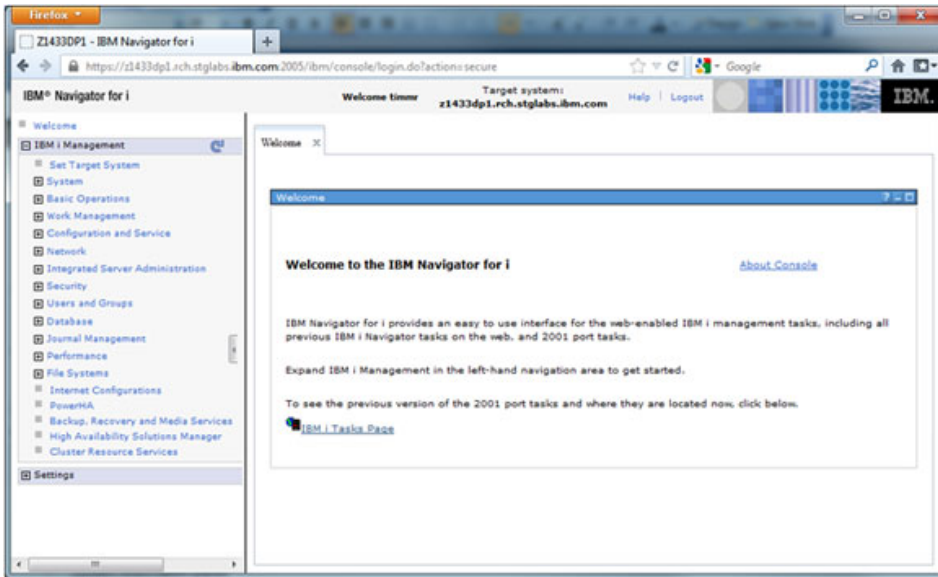 Firefox
Z1433DP1 - IBM Navigator for i
https://z1433dp1.rch.stglabs.ibm.com:2005/ibm/console/login.do?action=secure
Google
IBM® Navigator for i
Welcome timmr
Target system:
z1433dp1.rch.stglabs.ibm.com
Help
Logout
IBM.
Welcome
IBM i Management
Set Target System
System
Basic Operations
Work Management
Configuration and Service
Network
Integrated Server Administration
Security
Users and Groups
Database
Journal Management
Performance
File Systems
Internet Configurations
PowerHA
Backup, Recovery and Media Services
High Availability Solutions Manager
Cluster Resource Services
Settings
Welcome
Welcome
Welcome to the IBM Navigator for i
About Console
IBM Navigator for i provides an easy to use interface for the web-enabled IBM i management tasks, including all
previous IBM i Navigator tasks on the web, and 2001 port tasks.
Expand IBM i Management in the left-hand navigation area to get started.
To see the previous version of the 2001 port tasks and where they are located now, click below.
IBM i Tasks Page